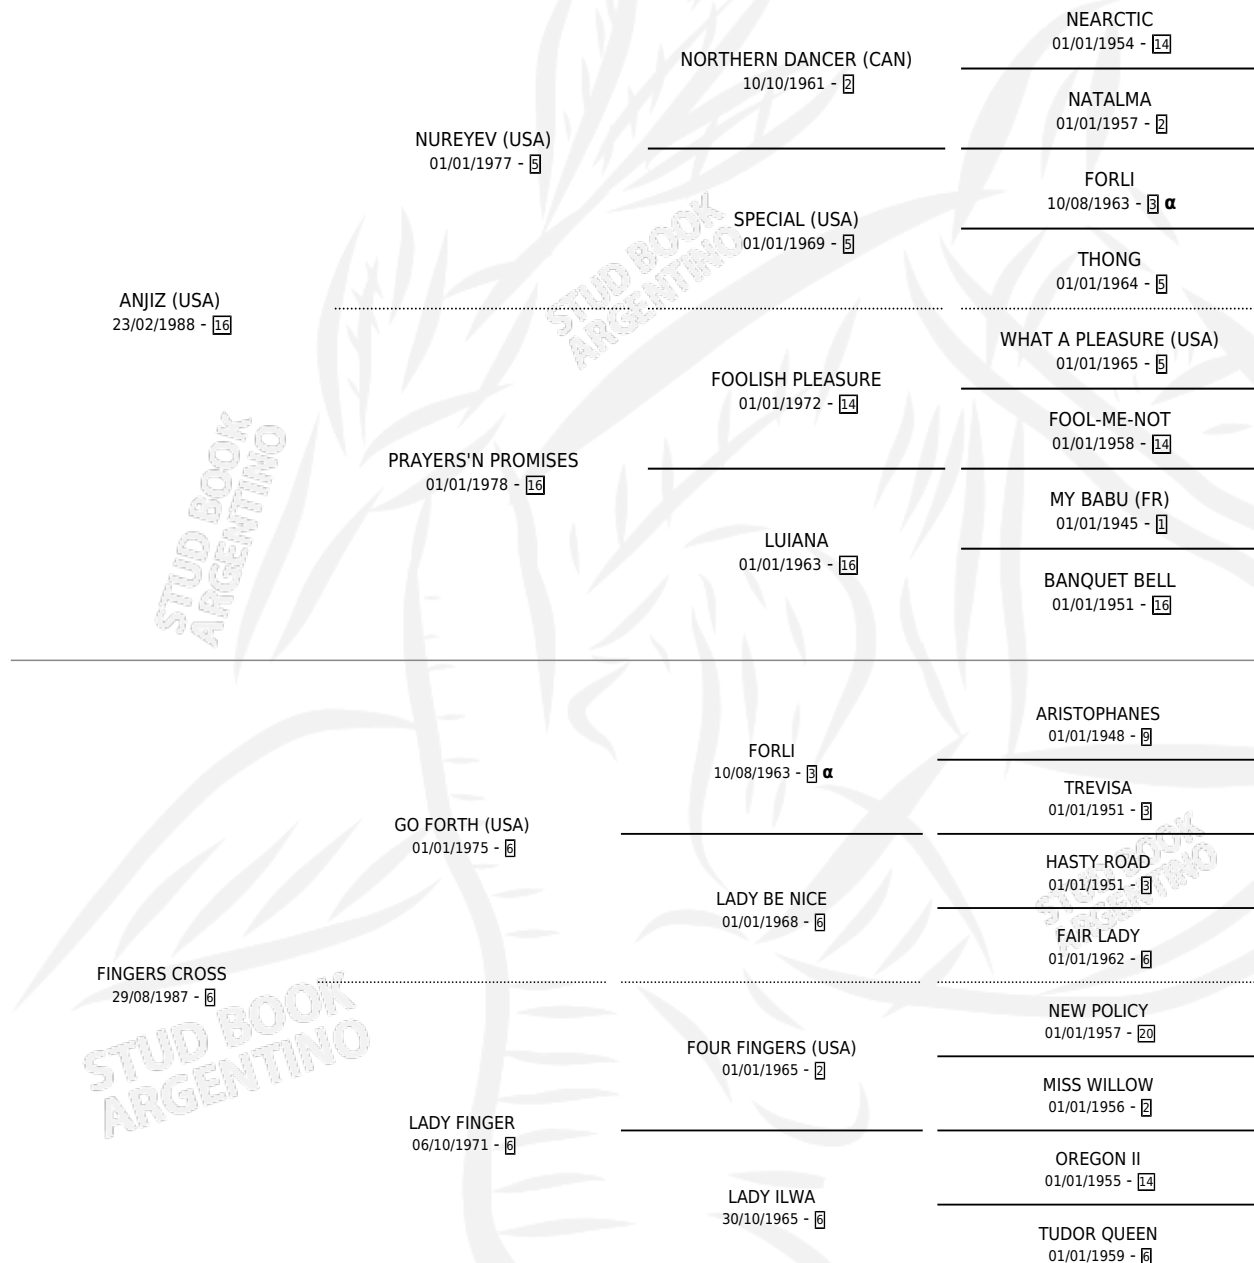 NEARCTIC
01/01/1954 - 14
NORTHERN DANCER (CAN)
10/10/1961 - 2
NATALMA
01/01/1957 - 2
NUREYEV (USA)
01/01/1977 - 5
FORLI
10/08/1963 - 3 α
SPECIAL (USA)
01/01/1969 - 5
THONG
01/01/1964 - 5
STUD BOOK
ARGENTINO
ANJIZ (USA)
23/02/1988 - 16
WHAT A PLEASURE (USA)
01/01/1965 - 5
FOOLISH PLEASURE
01/01/1972 - 14
FOOL-ME-NOT
01/01/1958 - 14
PRAYERS'N PROMISES
01/01/1978 - 16
MY BABU (FR)
01/01/1945 - 1
LUIANA
01/01/1963 - 16
BANQUET BELL
01/01/1951 - 16
STUD BOOK
ARGENTINO
ARISTOPHANES
01/01/1948 - 9
FORLI
10/08/1963 - 3 α
TREVISA
01/01/1951 - 3
GO FORTH (USA)
01/01/1975 - 6
HASTY ROAD
01/01/1951 - 3
LADY BE NICE
01/01/1968 - 6
STUD BOOK
ARGENTINO
FAIR LADY
01/01/1962 - 6
FINGERS CROSS
29/08/1987 - 6
STUD BOOK
ARGENTINO
NEW POLICY
01/01/1957 - 20
FOUR FINGERS (USA)
01/01/1965 - 2
MISS WILLOW
01/01/1956 - 2
LADY FINGER
06/10/1971 - 6
OREGON II
01/01/1955 - 14
LADY ILWA
30/10/1965 - 6
TUDOR QUEEN
01/01/1959 - 6